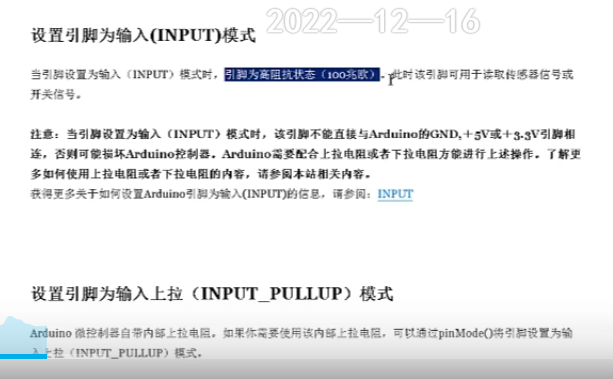 2022—12—16
设置引脚为输入(INPUT)模式
当引脚设置为输入（INPUT）模式时，引脚为高阻抗状态（100兆欧）。此时该引脚可用于读取传感器信号或
开关信号。
注意：当引脚设置为输入（INPUT）模式时，该引脚不能直接与Arduino的GND,+5V或+3.3V引脚相
连，否则可能损坏Arduino控制器。Arduino需要配合上拉电阻或者下拉电阻方能进行上述操作。了解更
多如何使用上拉电阻或者下拉电阻的内容，请参阅本站相关内容。
获得更多关于如何设置Arduino引脚为输入(INPUT)的信息，请参阅：INPUT
设置引脚为输入上拉（INPUT_PULLUP）模式
Arduino 微控制器自带内部上拉电阻。如果你需要使用该内部上拉电阻，可以通过pinMode()将引脚设置为输
入上拉（INPUT_PULLUP）模式。